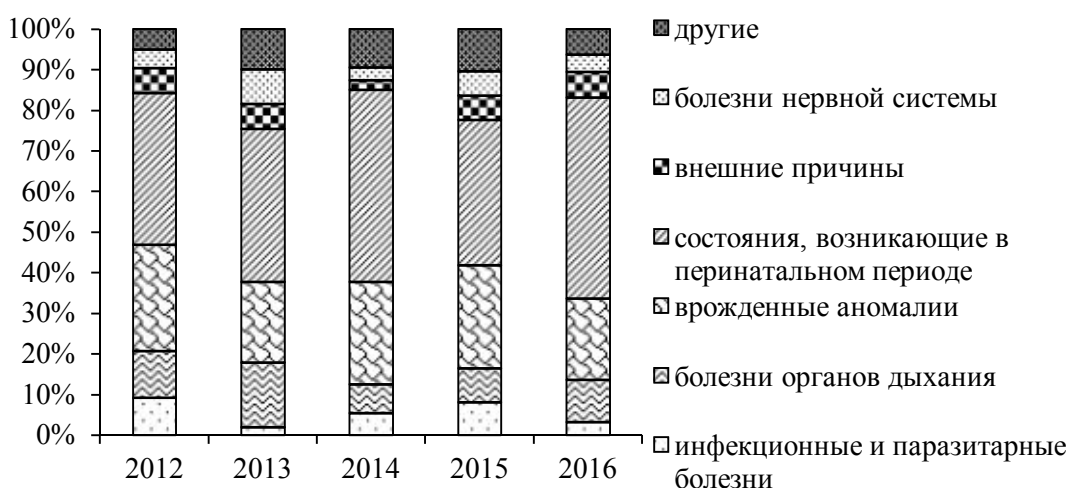 100%
90%
80%
70%
60%
50%
40%
30%
20%
10%
0%
2012
2013
2014
2015
2016
другие
болезни нервной системы
внешние причины
состояния, возникающие в
перинатальном периоде
врожденные аномалии
болезни органов дыхания
инфекционные и паразитарные
болезни